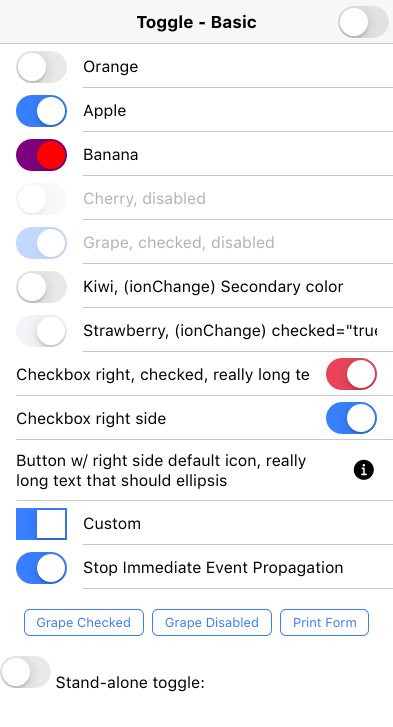 Toggle - Basic
Orange
Apple
Banana
Cherry, disabled
Grape, checked, disabled
Kiwi, (ionChange) Secondary color
Strawberry, (ionChange) checked="true
Checkbox right, checked, really long te
Checkbox right side
Button w/ right side default icon, really
long text that should ellipsis
Custom
Stop Immediate Event Propagation
Grape Checked Grape Disabled Print Form
Stand-alone toggle: